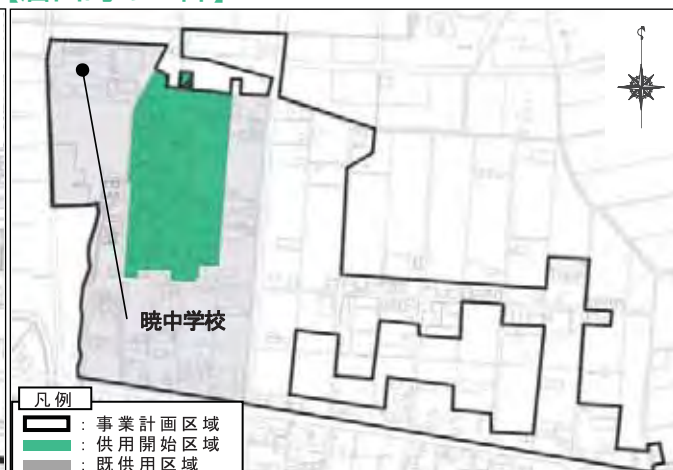 暁中学校
凡例
：事業計画区域
：供用開始区域
：既供用区域